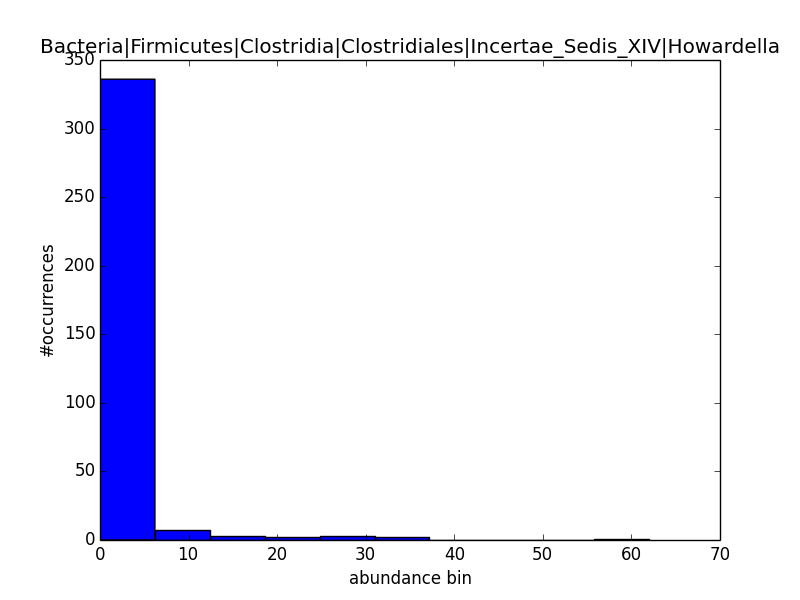 Bacteria|Firmicutes|Clostridia|Clostridiales|Incertae_Sedis_XIV|Howardella
350
300
250
200
150
100
50
0
#occurrences
0 10 20 30 40 50 60 70
abundance bin